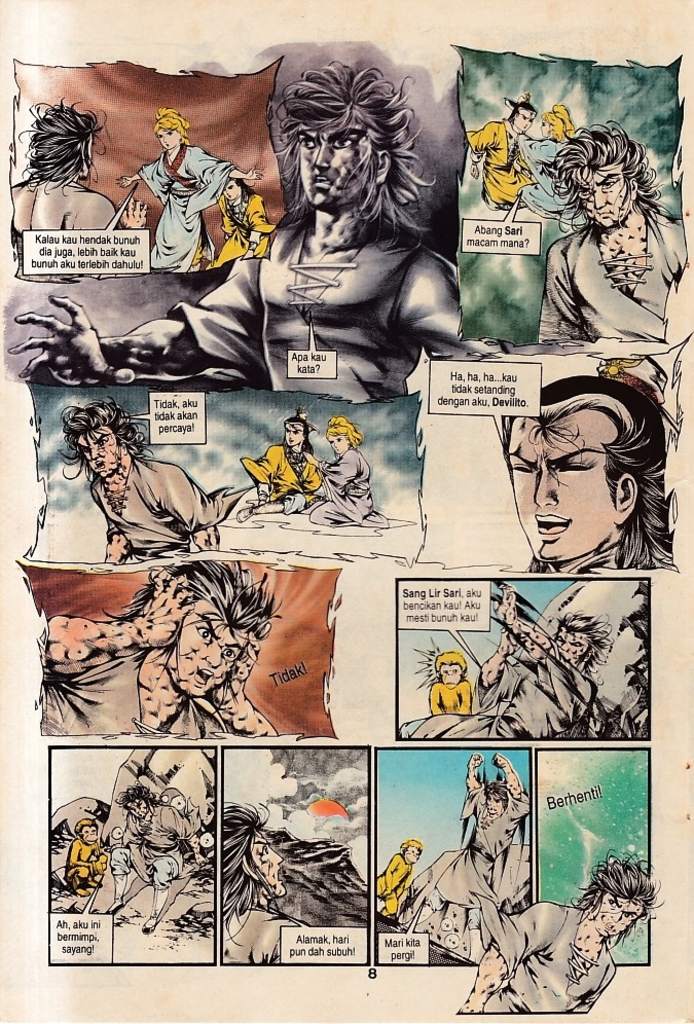 Kalau kau hendak bunuh
dia juga, lebih baik kau
bunuh aku terlebih dahulu!
Apa kau
kata?
Abang Sari
macam mana?
Tidak, aku
tidak akan
percaya!
Ha, ha, ha...kau
tidak setanding
dengan aku, Devilito.
Tidak!
Sang Lir Sari, aku
bencikan kau! Aku
mesti bunuh kau!
Ah, aku ini
bermimpi,
sayang!
Alamak, hari
pun dah subuh!
Mari kita
pergi!
Berhenti!
8